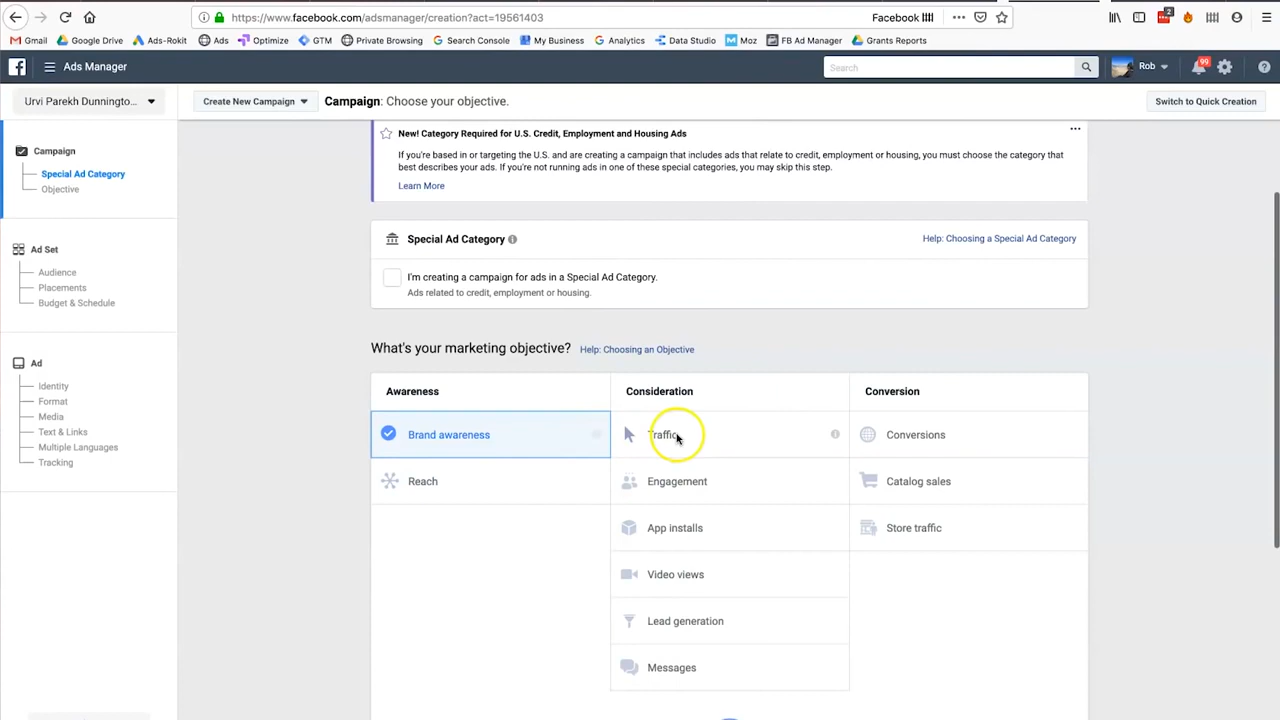 https://www.facebook.com/adsmanager/creation?act=19561403
Facebook
2
Gmail
Google Drive
Ads-Rokit
Ads
Optimize
GTM
Private Browsing
Search Console
My Business
Analytics
Data Studio
Moz
FB Ad Manager
Grants Reports
Ads Manager
Search
Rob
99
Urvi Parekh Dunningto...
Create New Campaign
Campaign: Choose your objective.
Switch to Quick Creation
Campaign
Special Ad Category
Objective
Ad Set
Audience
Placements
Budget & Schedule
Ad
Identity
Format
Media
Text & Links
Multiple Languages
Tracking
New! Category Required for U.S. Credit, Employment and Housing Ads
If you're based in or targeting the U.S. and are creating a campaign that includes ads that relate to credit, employment or housing, you must choose the category that
best describes your ads. If you're not running ads in one of these special categories, you may skip this step.
Learn More
Special Ad Category
Help: Choosing a Special Ad Category
I'm creating a campaign for ads in a Special Ad Category.
Ads related to credit, employment or housing.
What's your marketing objective?
Help: Choosing an Objective
Awareness
Consideration
Conversion
Brand awareness
Traffic
Conversions
Reach
Engagement
Catalog sales
App installs
Store traffic
Video views
Lead generation
Messages